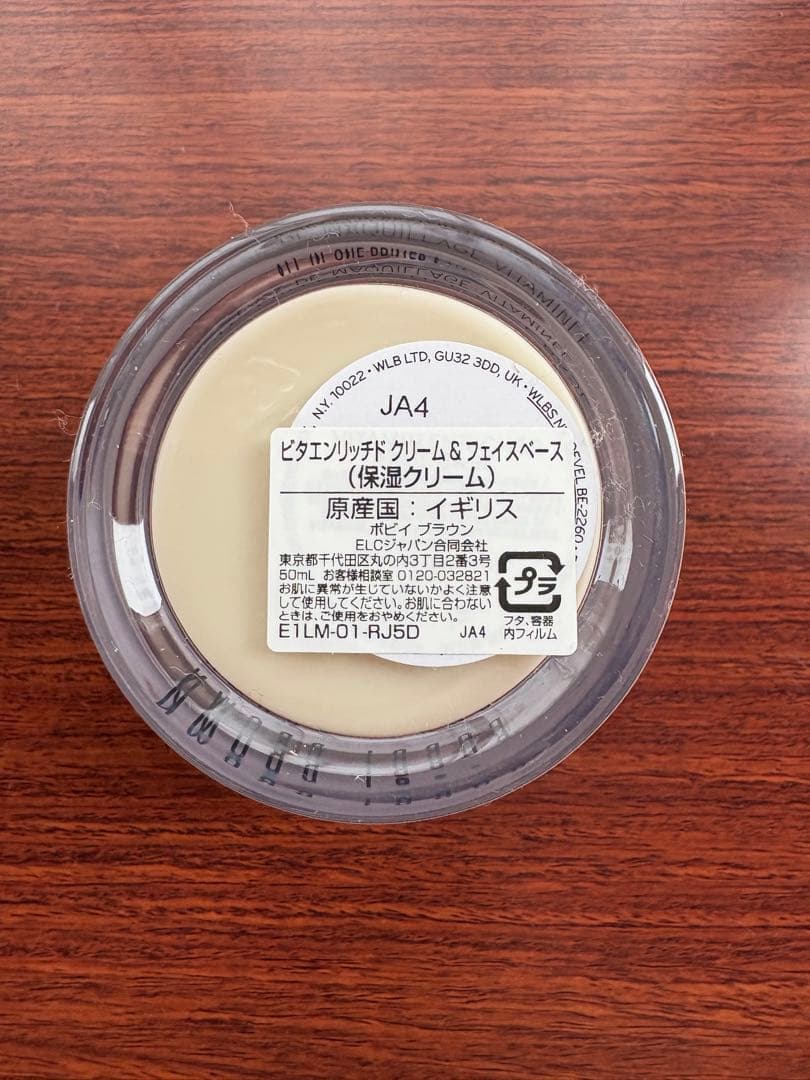 ALL IN ONE PRIMER
N.Y. 10022 • WLB LTD, GU32 3DD, UK • WLBS
BE-2260
JA4
ビタエンリッチド クリーム & フェイスベース
(保湿クリーム)
原産国：イギリス
ボビイ ブラウン
ELCジャパン合同会社
東京都千代田区丸の内3丁目2番3号
50mL お客様相談室 0120-032821
お肌に異常が生じていないかよく注意
して使用してください。お肌に合わない
ときは、ご使用をおやめください。
E1LM-01-RJ5D JA4
プラ
フタ、容器
内フィルム